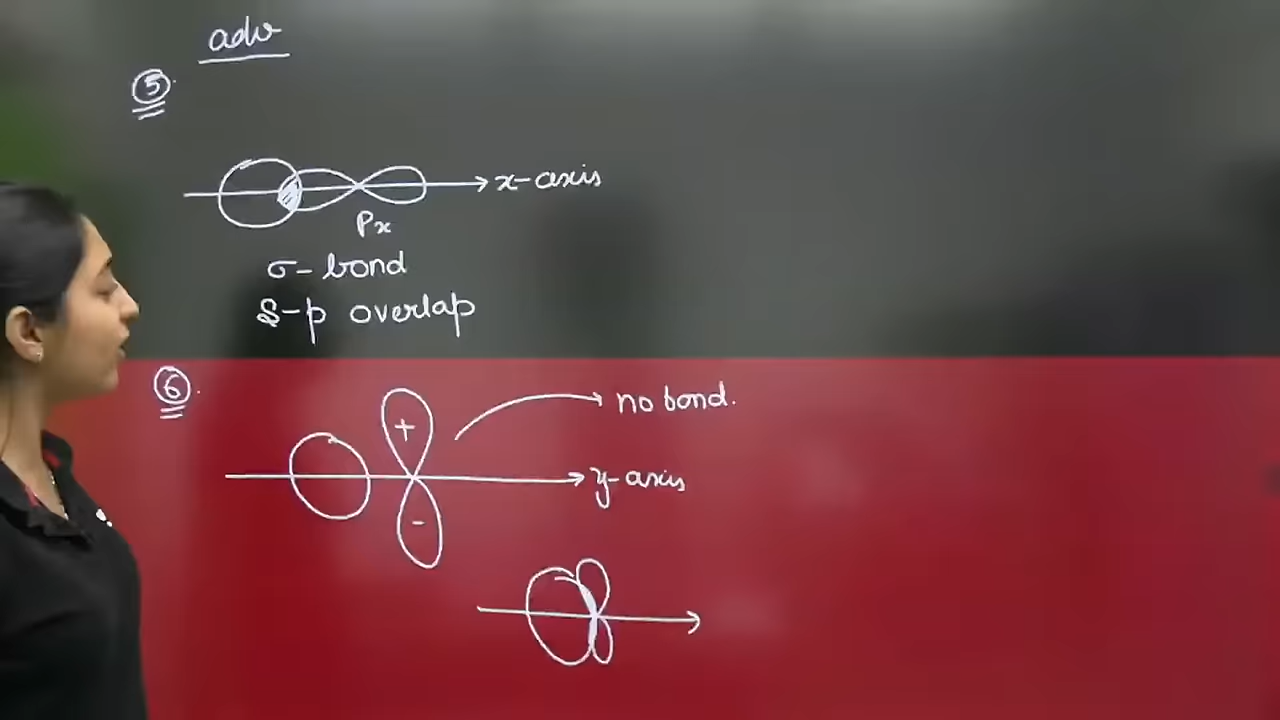 adv
5.
x-axis
Px
σ- bond
s-p overlap
6.
+
no bond.
y-axis
-